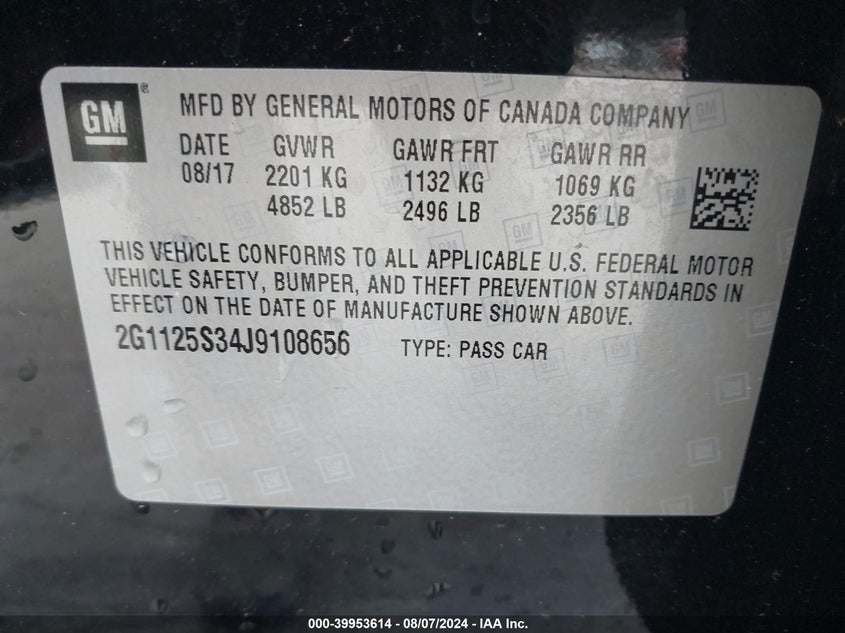 GM ®
MFD BY GENERAL MOTORS OF CANADA COMPANY
DATE GVWR GAWR FRT GAWR RR
08/17 2201 KG 1132 KG 1069 KG
4852 LB 2496 LB 2356 LB
THIS VEHICLE CONFORMS TO ALL APPLICABLE U.S. FEDERAL MOTOR
VEHICLE SAFETY, BUMPER, AND THEFT PREVENTION STANDARDS IN
EFFECT ON THE DATE OF MANUFACTURE SHOWN ABOVE.
2G1125S34J9108656 TYPE: PASS CAR
000-39953614 - 08/07/2024 - IAA Inc.